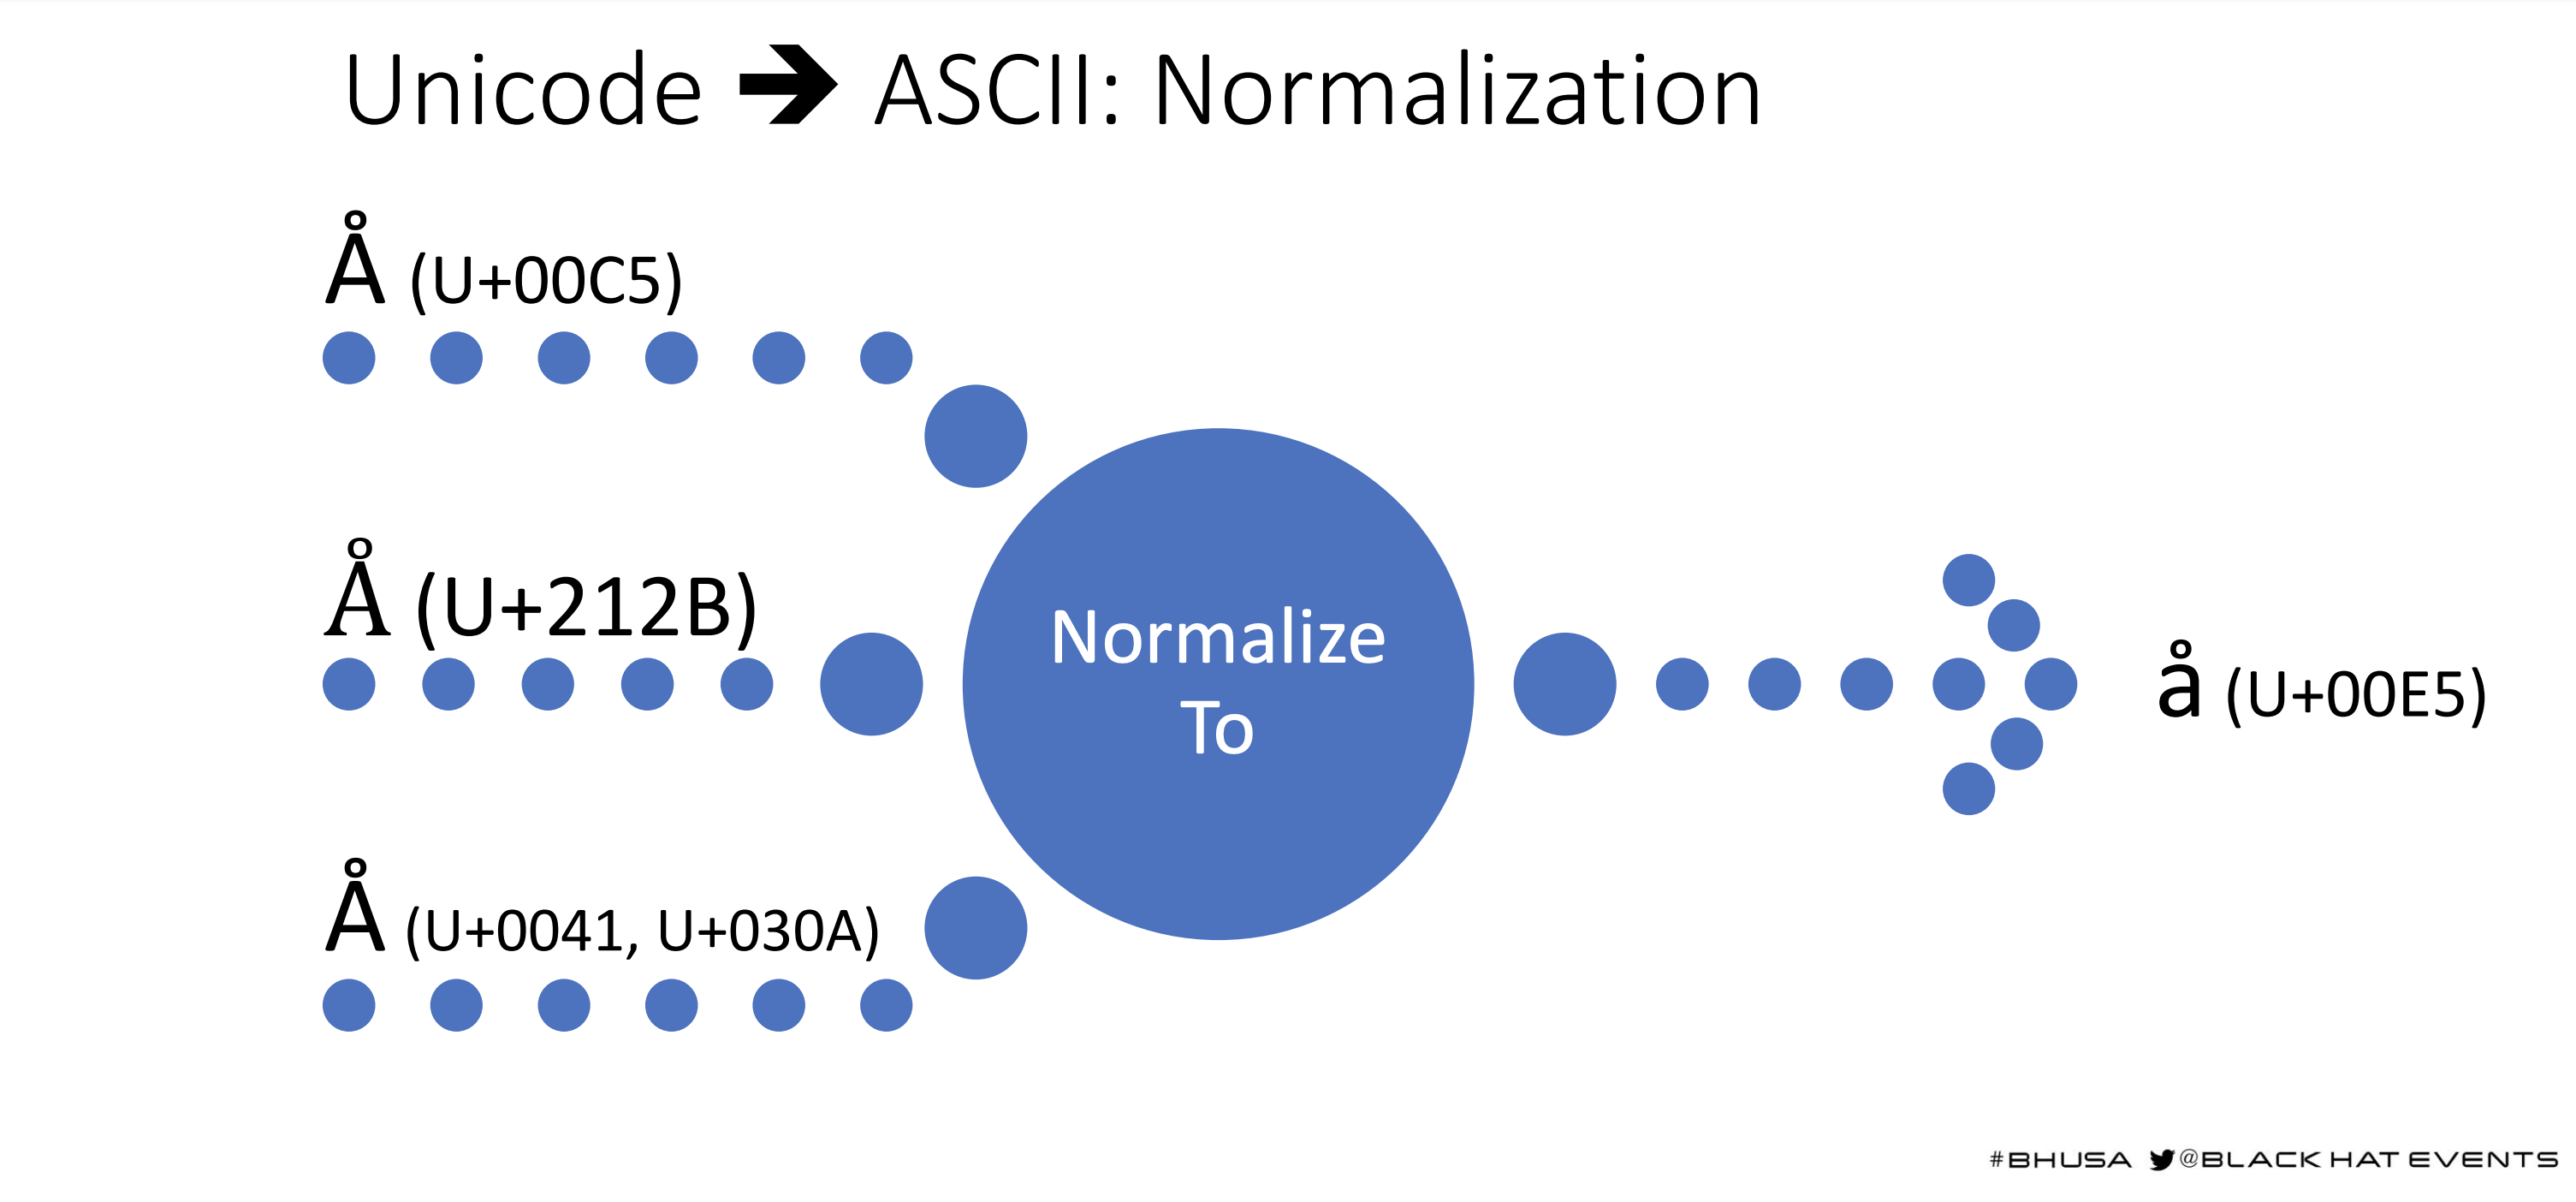 Unicode 🡺 ASCII: Normalization
Å (U+00C5)
Å (U+212B)
Å (U+0041, U+030A)
Normalize
To
å (U+00E5)
#BHUSA @BLACK HAT EVENTS